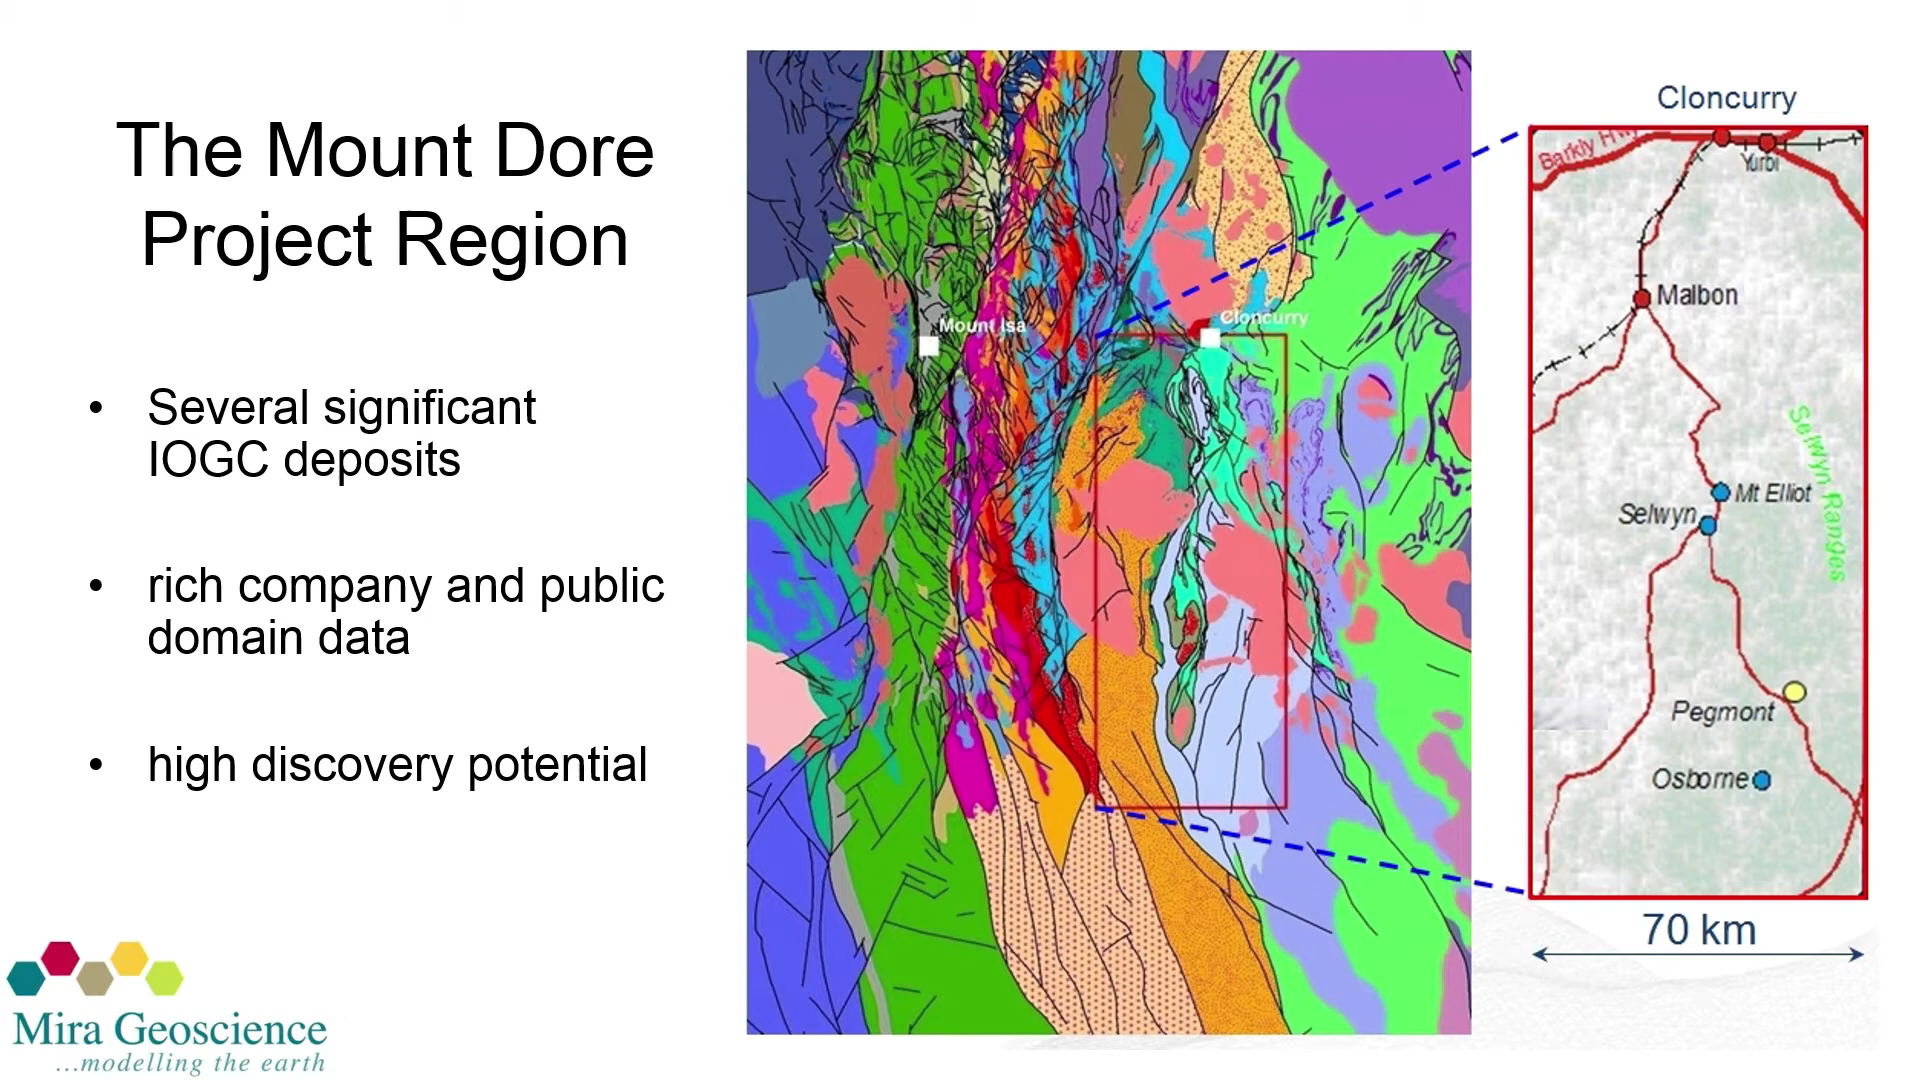 The Mount Dore
Project Region
• Several significant
IOGC deposits
• rich company and public
domain data
• high discovery potential
Mount Isa
Cloncurry
Cloncurry
Barkly Hwy
Yurbi
Malbon
Selwyn Ranges
Mt Elliot
Selwyn
Pegmont
Osborne
70 km
Mira Geoscience
...modelling the earth